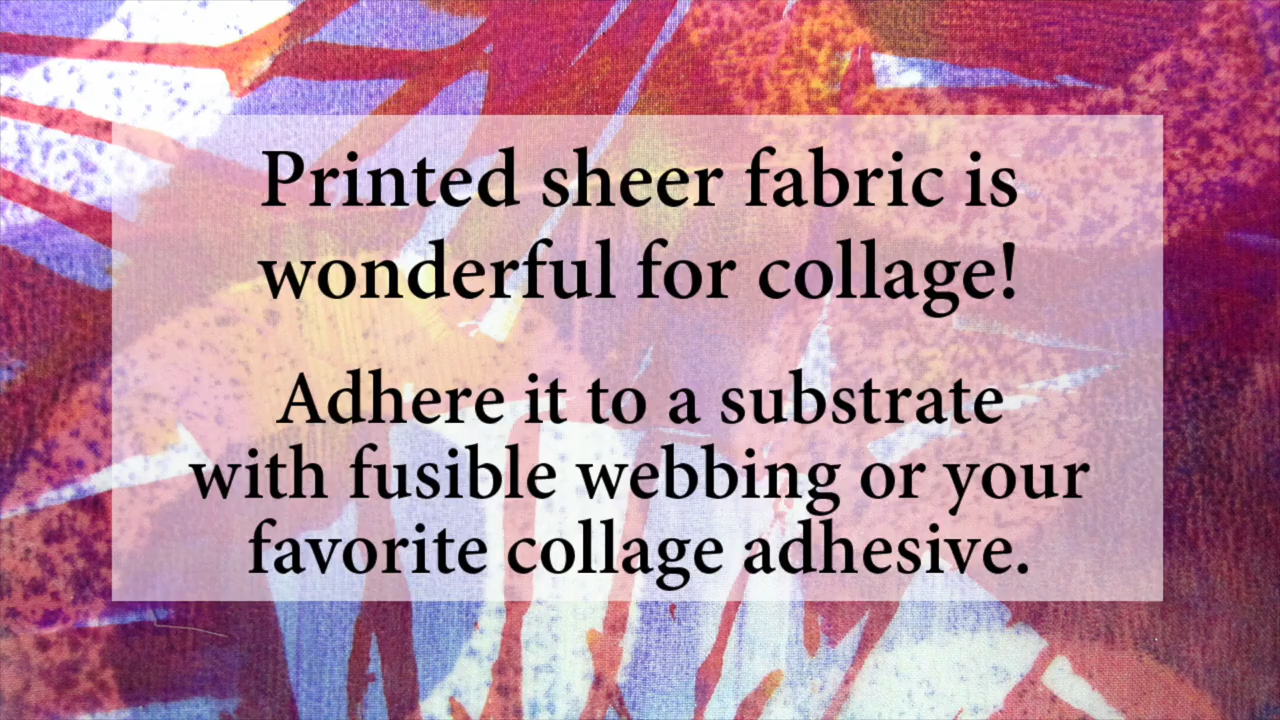 Printed sheer fabric is
wonderful for collage!
Adhere it to a substrate
with fusible webbing or your
favorite collage adhesive.